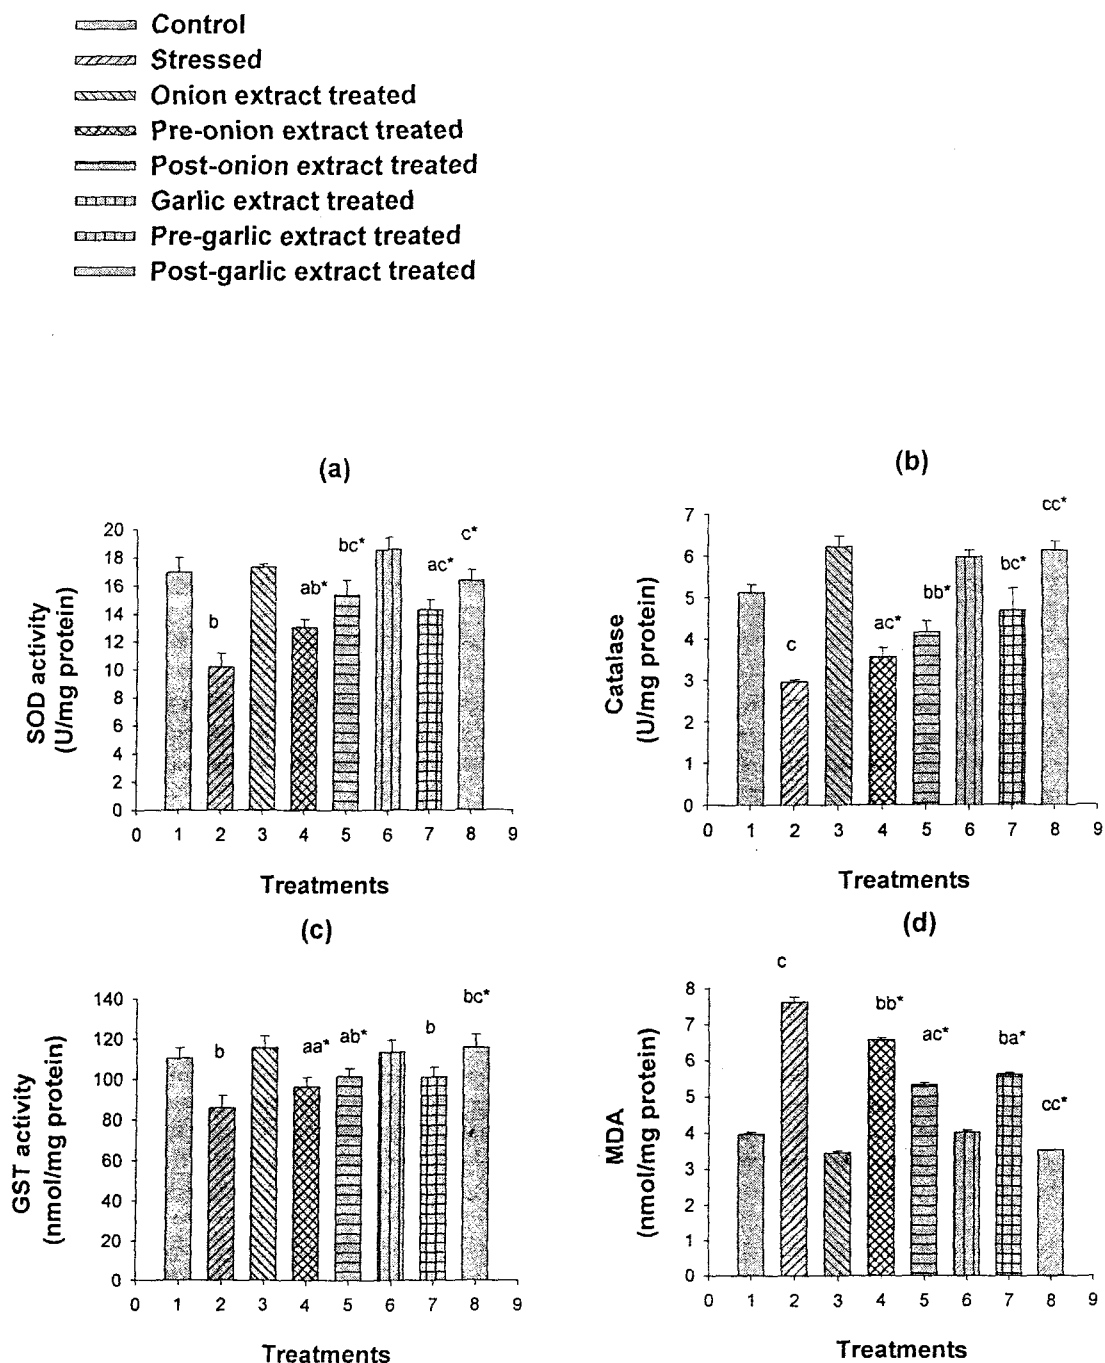 Control
Stressed
Onion extract treated
Pre-onion extract treated
Post-onion extract treated
Garlic extract treated
Pre-garlic extract treated
Post-garlic extract treated
(a)
SOD activity
(U/mg protein)
20
18
16
14
12
10
8
6
4
2
0
b
ab*
bc*
ac*
c*
0 1 2 3 4 5 6 7 8 9
Treatments
(b)
Catalase
(U/mg protein)
7
6
5
4
3
2
1
0
c
ac*
bb*
bc*
cc*
0 1 2 3 4 5 6 7 8 9
Treatments
(c)
GST activity
(nmol/mg protein)
140
120
100
80
60
40
20
0
b
aa*
ab*
b
bc*
0 1 2 3 4 5 6 7 8 9
Treatments
(d)
MDA
(nmol/mg protein)
8
7
6
5
4
3
2
1
0
c
bb*
ac*
ba*
cc*
0 1 2 3 4 5 6 7 8 9
Treatments